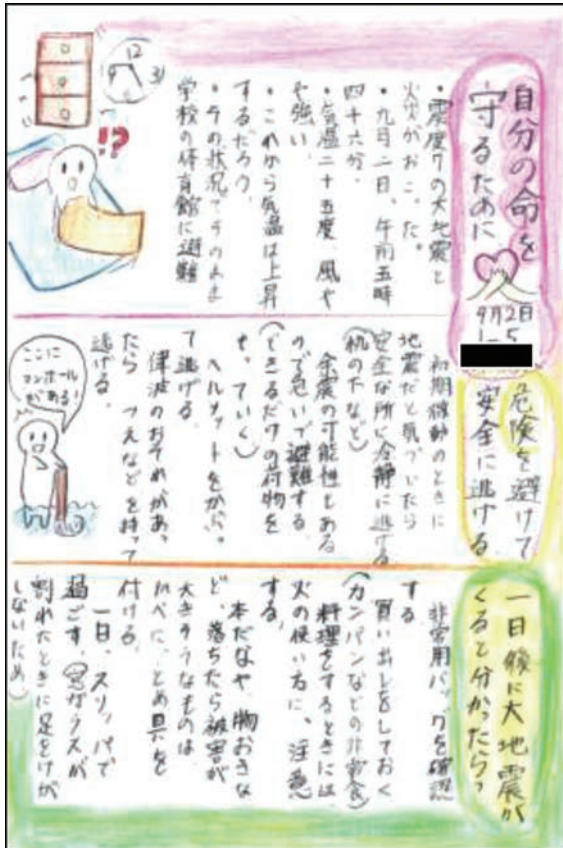 自分の命を
守るために
9月2日
1-5
・震度7の大地震と
火災がおこった。
・九月二日、午前五時
四十六分。
・気温二十五度、風や
や強い。
・これから気温は上昇
するだろう。
・その状況でそのまま
学校の体育館に避難
12
3
9
!?
危険を避けて
安全に逃げる
初期微動のときに
地震だと気づいたら
安全な所に冷静に逃げる
(机の下など)
余震の可能性もある
ので急いで避難する
(できるだけの荷物を
もっていく)
ヘルメットをかぶっ
て逃げる
津波のおそれがあっ
たら つえなどを持って
逃げる。
ここに
マンホール
がある!
一日後に大地震が
くると分かったら?
非常用バッグを確認
する
買い出しをしておく
(カンパンなどの非常食)
料理をするときには
火の使い方に、注意
する。
本だなや、物おきな
ど、落ちたら被害が
大きそうなものは
かべに、とめ具を
付ける。
一日、スリッパで
過ごす。(窓ガラスが
割れたときに足をけが
しないため)